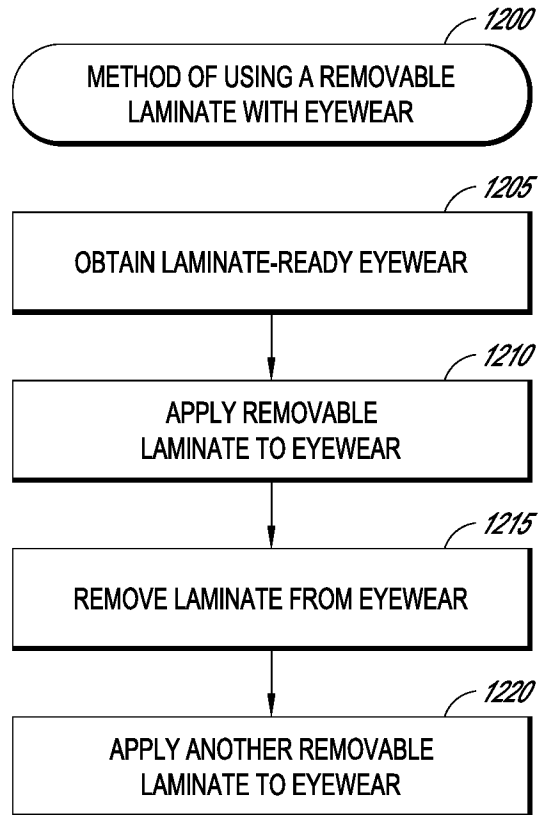 1200
METHOD OF USING A REMOVABLE
LAMINATE WITH EYEWEAR
1205
OBTAIN LAMINATE-READY EYEWEAR
1210
APPLY REMOVABLE
LAMINATE TO EYEWEAR
1215
REMOVE LAMINATE FROM EYEWEAR
1220
APPLY ANOTHER REMOVABLE
LAMINATE TO EYEWEAR